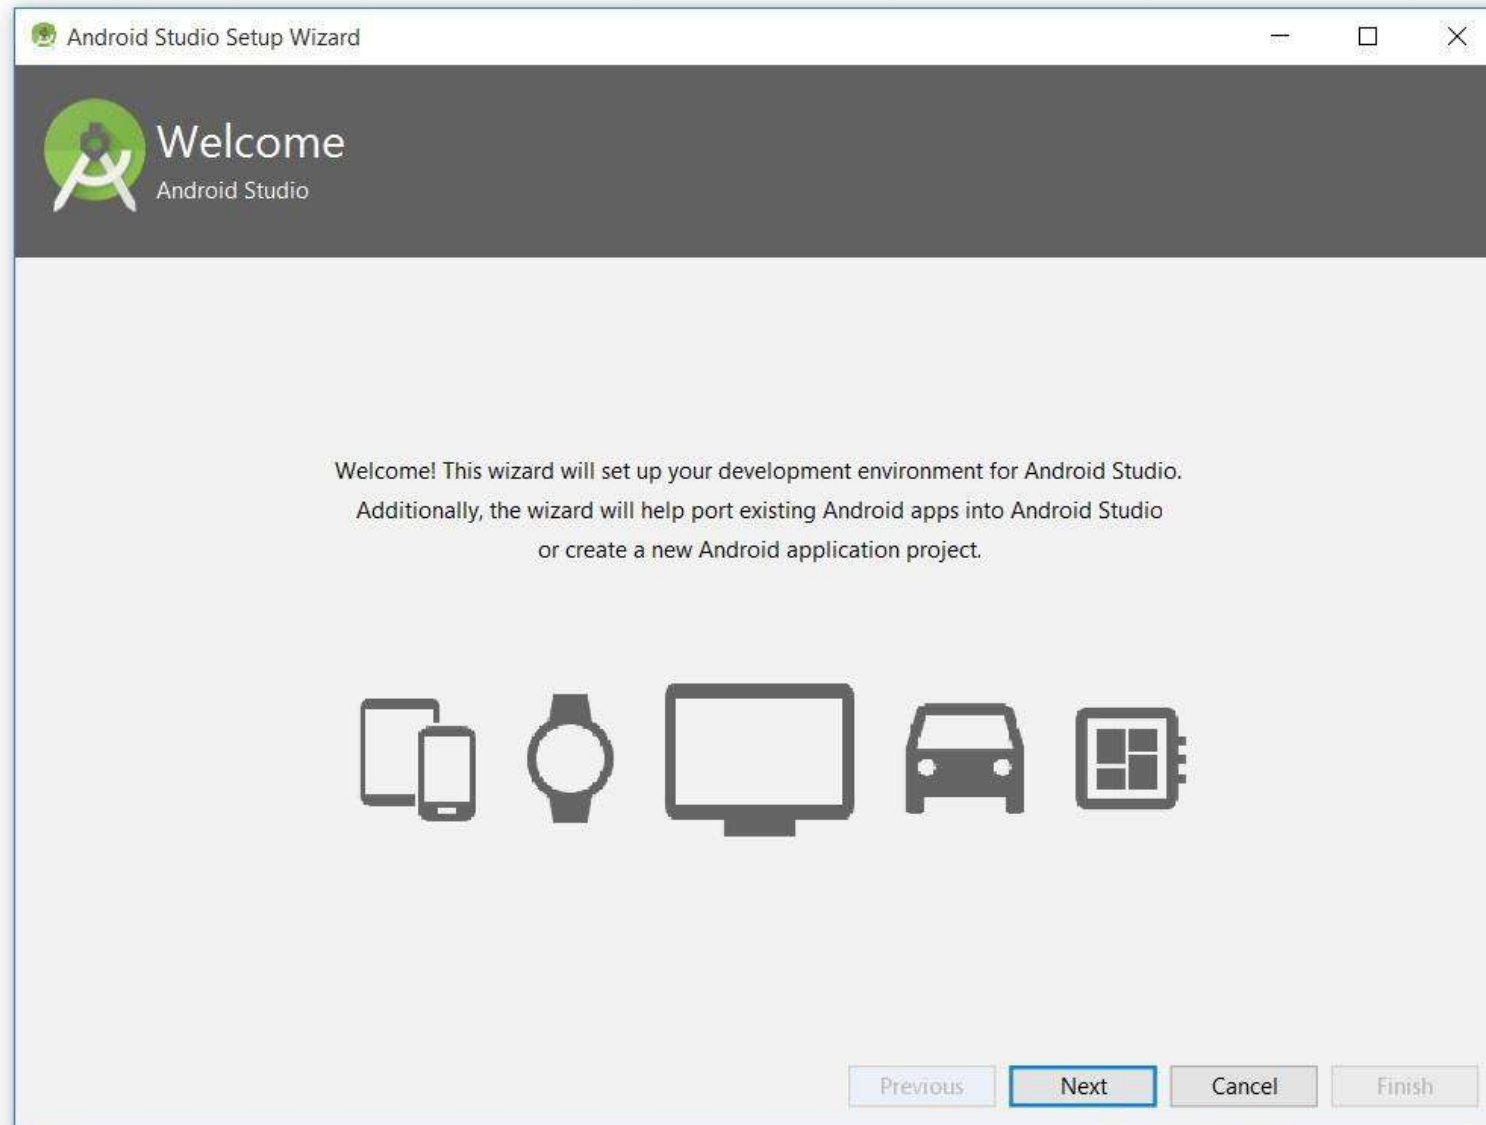 Android Studio Setup Wizard
Welcome
Android Studio
Welcome! This wizard will set up your development environment for Android Studio.
Additionally, the wizard will help port existing Android apps into Android Studio
or create a new Android application project.
Previous Next Cancel Finish